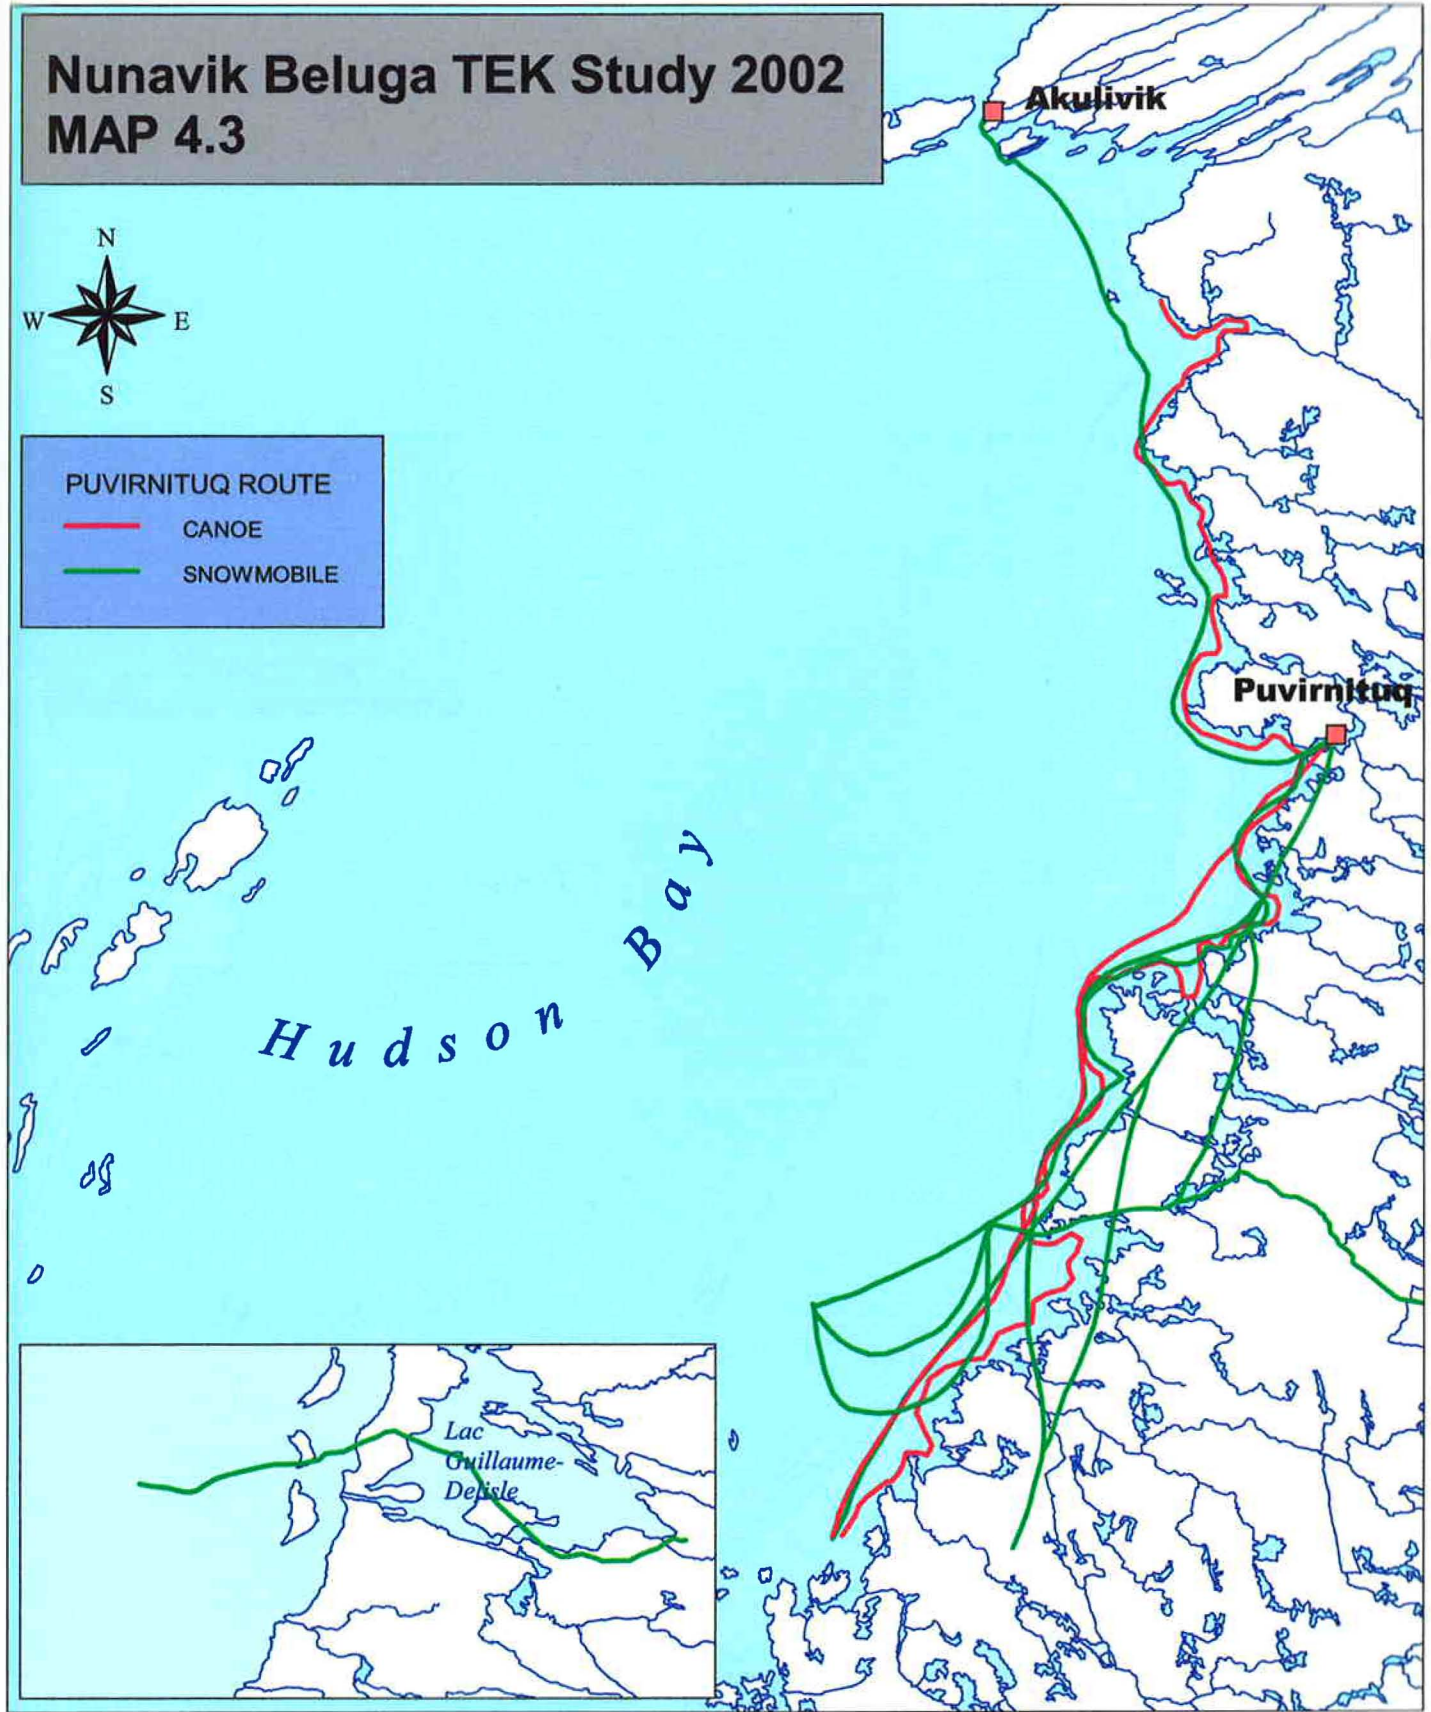 Nunavik Beluga TEK Study 2002
MAP 4.3
Akulivik
N
W E
S
PUVIRNITUQ ROUTE
CANOE
SNOWMOBILE
Puvirnituq
Hudson Bay
Lac
Guillaume-
Delisle